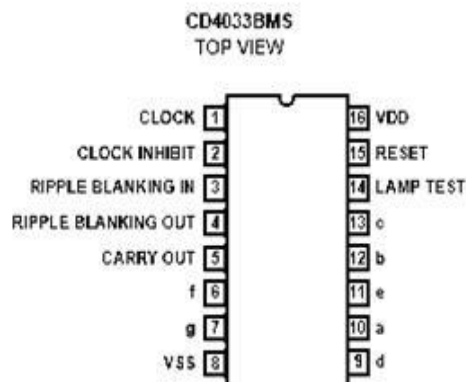 CD4033BMS
TOP VIEW
CLOCK 1 16 VDD
CLOCK INHIBIT 2 15 RESET
RIPPLE BLANKING IN 3 14 LAMP TEST
RIPPLE BLANKING OUT 4 13 c
CARRY OUT 5 12 b
f 6 11 e
g 7 10 a
VSS 8 9 d